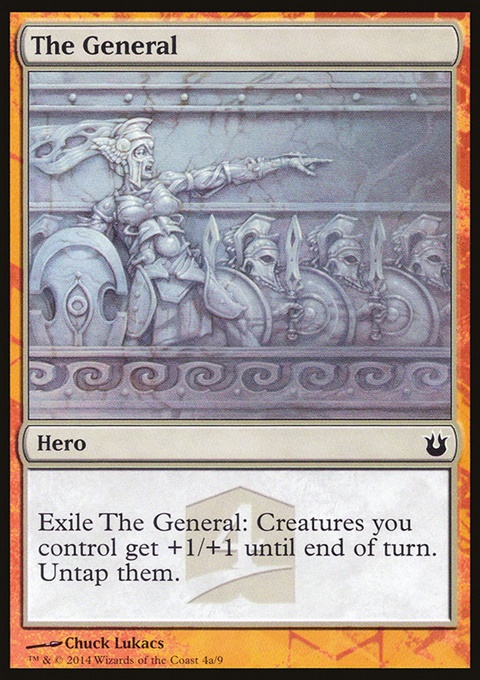 The General
Hero
4
Exile The General: Creatures you
control get +1/+1 until end of turn.
Untap them.
Chuck Lukacs
™ & © 2014 Wizards of the Coast 4a/9